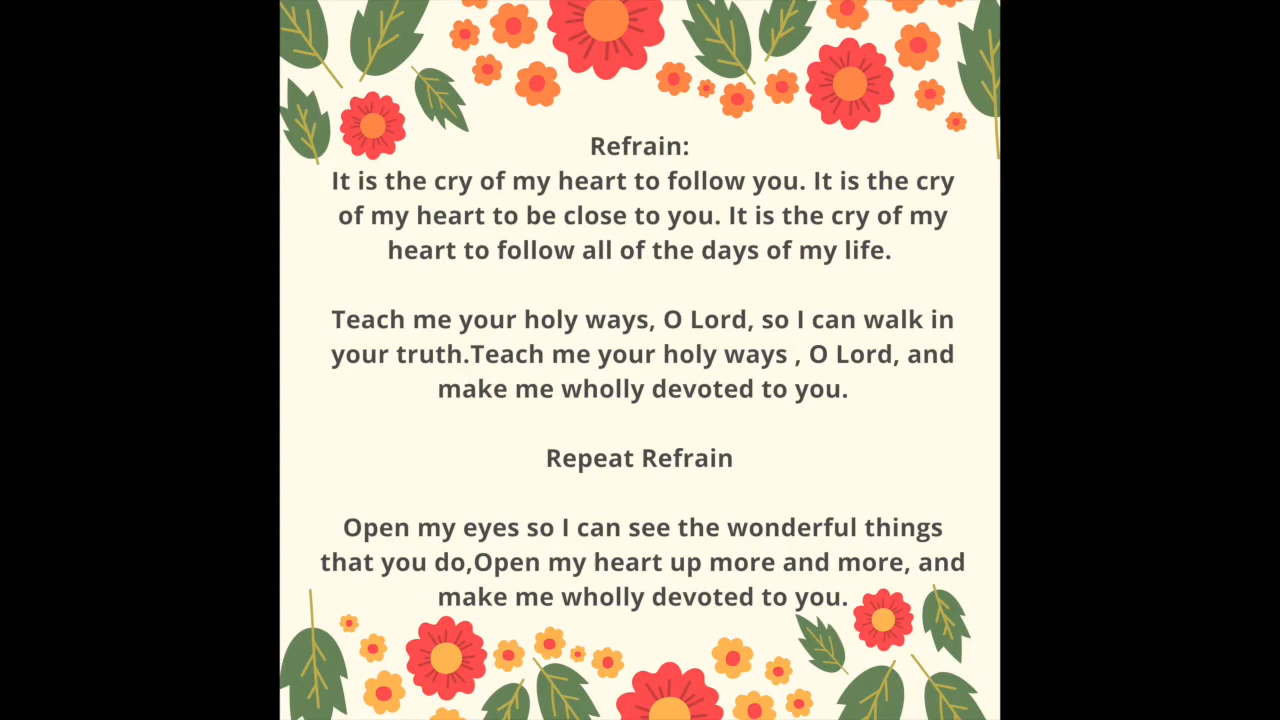 Refrain:
It is the cry of my heart to follow you. It is the cry
of my heart to be close to you. It is the cry of my
heart to follow all of the days of my life.
Teach me your holy ways, O Lord, so I can walk in
your truth.Teach me your holy ways , O Lord, and
make me wholly devoted to you.
Repeat Refrain
Open my eyes so I can see the wonderful things
that you do,Open my heart up more and more, and
make me wholly devoted to you.